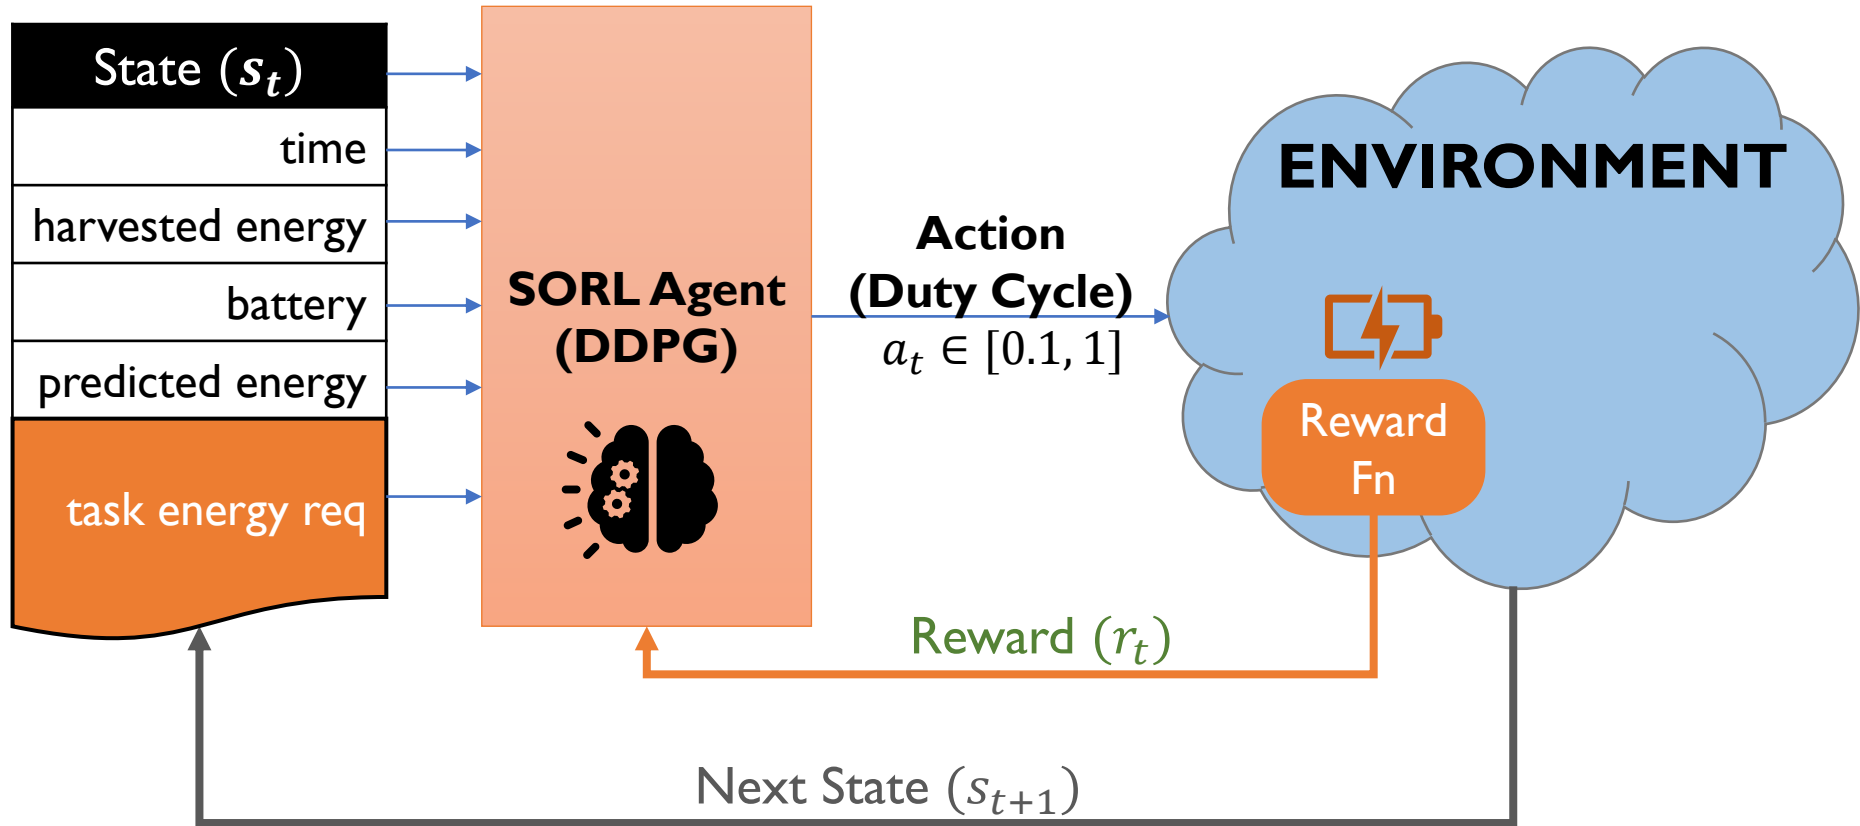 State (s_t)
time
harvested energy
battery
predicted energy
task energy req
SORL Agent
(DDPG)
Action
(Duty Cycle)
a_t ∈ [0.1, 1]
ENVIRONMENT
Reward
Fn
Reward (r_t)
Next State (s_{t+1})